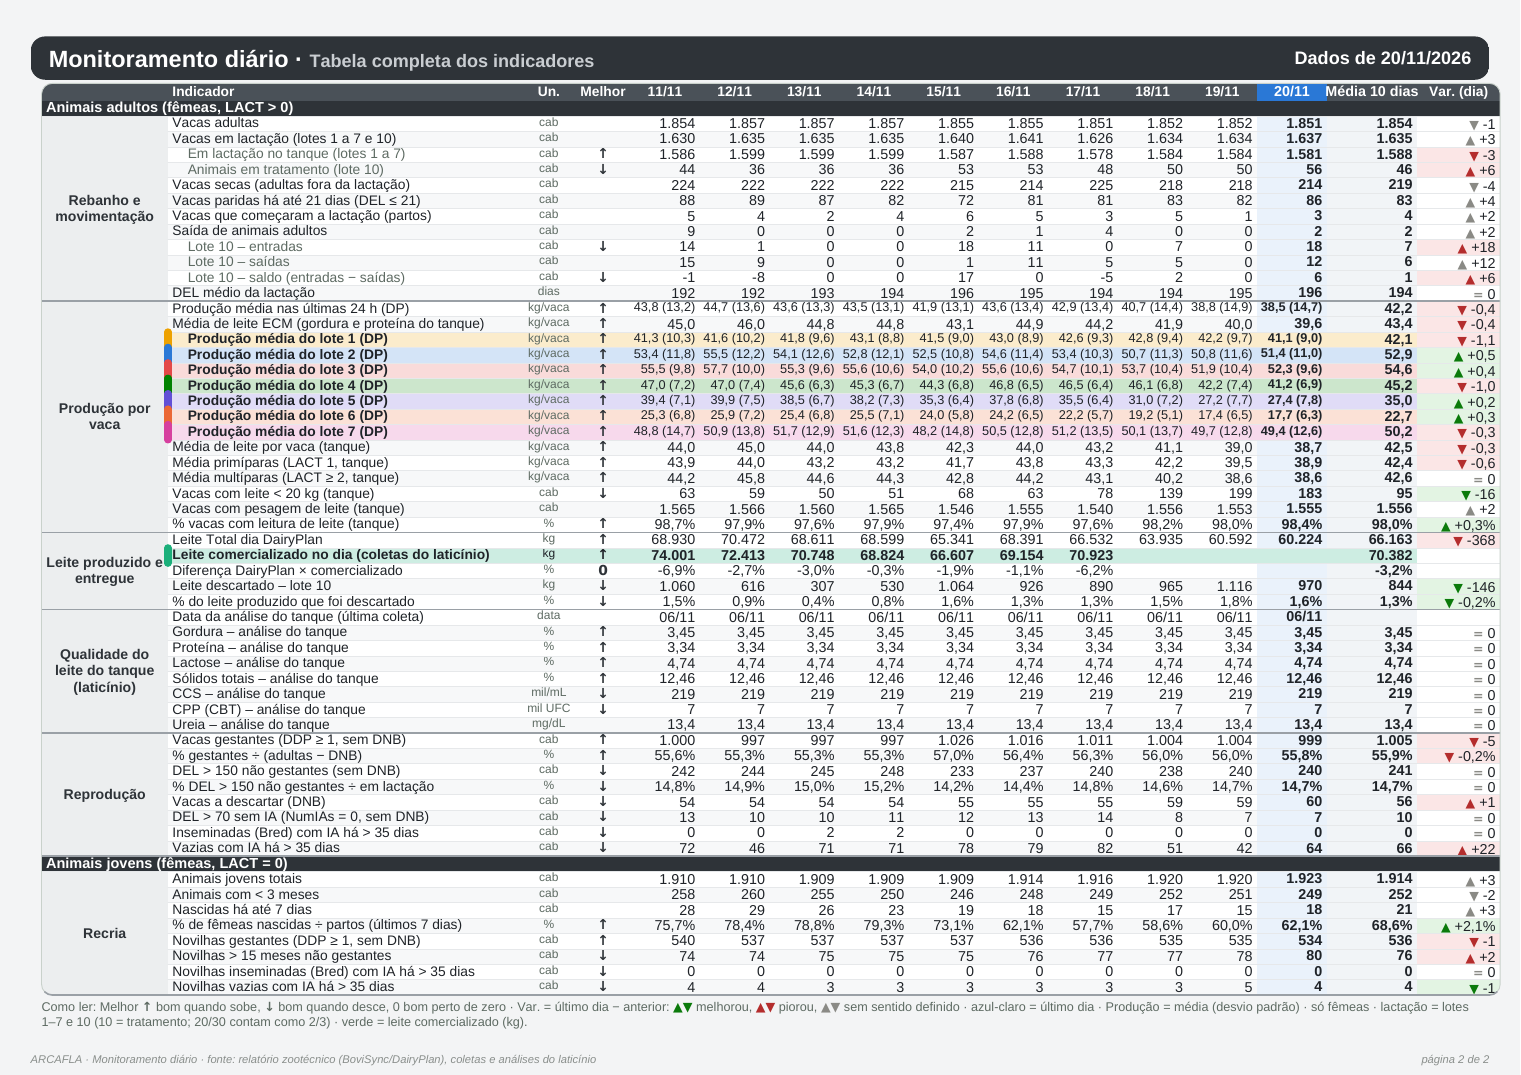 Monitoramento diário · Tabela completa dos indicadores Dados de 20/11/2026
Indicador Un. Melhor 11/11 12/11 13/11 14/11 15/11 16/11 17/11 18/11 19/11 20/11 Média 10 dias Var. (dia)
Animais adultos (fêmeas, LACT > 0)
Rebanho e movimentação
Vacas adultas cab 1.854 1.857 1.857 1.855 1.855 1.855 1.851 1.852 1.852 1.851 1.854 ▼ -1
Vacas em lactação (lotes 1 a 7 e 10) cab 1.630 1.635 1.635 1.635 1.640 1.641 1.626 1.634 1.634 1.637 1.635 ▲ +3
Em lactação no tanque (lotes 1 a 7) cab ↑ 1.586 1.599 1.599 1.599 1.587 1.588 1.578 1.584 1.584 1.581 1.588 ▼ -3
Animais em tratamento (lote 10) cab ↓ 44 36 36 36 53 53 48 50 50 56 46 ▲ +6
Vacas secas (adultas fora da lactação) cab 224 222 222 222 215 214 225 218 218 214 219 ▼ -4
Vacas paridas há até 21 dias (DEL ≤ 21) cab 88 89 87 82 72 81 81 83 82 86 83 ▲ +4
Vacas que começaram a lactação (partos) cab 5 4 2 4 6 5 3 5 1 3 4 ▲ +2
Saída de animais adultos cab 9 0 0 0 2 1 4 0 0 2 2 ▲ +2
Lote 10 – entradas cab ↓ 14 1 0 0 18 11 0 7 0 18 7 ▲ +18
Lote 10 – saídas cab 15 9 0 0 1 11 5 5 0 12 6 ▲ +12
Lote 10 – saldo (entradas − saídas) cab ↓ -1 -8 0 0 17 0 -5 2 0 6 1 ▲ +6
DEL médio da lactação dias 192 192 193 194 196 195 194 194 195 196 194 = 0
Produção por vaca
Produção média nas últimas 24 h (DP) kg/vaca ↑ 43,8 (13,2) 44,7 (13,6) 43,6 (13,3) 43,5 (13,1) 41,9 (13,1) 43,6 (13,4) 42,9 (13,4) 40,7 (14,4) 38,8 (14,9) 38,5 (14,7) 42,2 ▼ -0,4
Média de leite ECM (gordura e proteína do tanque) kg/vaca ↑ 45,0 46,0 44,8 44,8 43,1 44,9 44,2 41,9 40,0 39,6 43,4 ▼ -0,4
Produção média do lote 1 (DP) kg/vaca ↑ 41,3 (10,3) 41,6 (10,2) 41,8 (9,6) 43,1 (8,8) 41,5 (9,0) 43,0 (8,9) 42,6 (9,3) 42,8 (9,4) 42,2 (9,7) 41,1 (9,0) 42,1 ▼ -1,1
Produção média do lote 2 (DP) kg/vaca ↑ 53,4 (11,8) 55,5 (12,2) 54,1 (12,6) 52,8 (12,1) 52,5 (10,8) 54,6 (11,4) 53,4 (10,3) 50,7 (11,3) 50,8 (11,6) 51,4 (11,0) 52,9 ▲ +0,5
Produção média do lote 3 (DP) kg/vaca ↑ 55,5 (9,8) 57,7 (10,0) 55,3 (9,6) 55,6 (10,6) 54,0 (10,2) 55,6 (10,0) 54,7 (10,1) 53,7 (10,4) 51,9 (10,4) 52,3 (9,6) 54,6 ▲ +0,4
Produção média do lote 4 (DP) kg/vaca ↑ 47,0 (7,2) 47,0 (7,4) 45,6 (6,3) 45,3 (6,7) 44,3 (6,8) 46,8 (6,5) 46,5 (6,4) 46,1 (6,8) 42,2 (7,4) 41,2 (6,9) 45,2 ▼ -1,0
Produção média do lote 5 (DP) kg/vaca ↑ 39,4 (7,1) 39,9 (7,5) 38,5 (6,7) 38,2 (7,3) 35,3 (6,4) 37,8 (6,8) 35,5 (6,4) 31,0 (7,2) 27,2 (7,7) 27,4 (7,8) 35,0 ▲ +0,2
Produção média do lote 6 (DP) kg/vaca ↑ 25,3 (6,8) 25,9 (7,2) 25,4 (6,8) 25,5 (7,1) 24,0 (5,8) 24,2 (6,5) 22,2 (5,7) 19,2 (5,1) 17,4 (6,5) 17,7 (6,3) 22,7 ▲ +0,3
Produção média do lote 7 (DP) kg/vaca ↑ 48,8 (14,7) 50,9 (13,8) 51,7 (12,9) 51,6 (12,3) 48,2 (14,8) 50,5 (12,8) 51,2 (13,5) 50,1 (13,7) 49,7 (12,8) 49,4 (12,6) 50,2 ▼ -0,3
Média de leite por vaca (tanque) kg/vaca ↑ 44,0 45,0 44,0 43,8 42,3 44,0 43,2 41,1 39,0 38,7 42,5 ▼ -0,3
Média primíparas (LACT 1, tanque) kg/vaca ↑ 43,9 44,0 43,2 43,2 41,7 43,8 43,3 42,2 39,5 38,9 42,4 ▼ -0,6
Média multíparas (LACT ≥ 2, tanque) kg/vaca ↑ 44,2 45,8 44,6 44,3 42,8 44,2 43,1 40,2 38,6 38,6 42,6 = 0
Vacas com leite < 20 kg (tanque) cab ↓ 63 59 50 51 68 63 78 139 199 183 95 ▼ -16
Vacas com pesagem de leite (tanque) cab 1.565 1.566 1.560 1.565 1.546 1.555 1.540 1.556 1.553 1.555 1.556 ▲ +2
% vacas com leitura de leite (tanque) % ↑ 98,7% 97,9% 97,6% 97,9% 97,4% 97,9% 97,6% 98,2% 98,0% 98,4% 98,0% ▲ +0,3%
Leite produzido e entregue
Leite Total dia DairyPlan kg ↑ 68.930 70.472 68.611 68.599 65.341 68.391 66.532 63.935 60.592 60.224 66.163 ▼ -368
Leite comercializado no dia (coletas do laticínio) kg ↑ 74.001 72.413 70.748 68.824 66.607 69.154 70.923 70.382
Diferença DairyPlan × comercializado % 0 -6,9% -2,7% -3,0% -0,3% -1,9% -1,1% -6,2% -3,2%
Leite descartado – lote 10 kg ↓ 1.060 616 307 530 1.064 926 890 965 1.116 970 844 ▼ -146
% do leite produzido que foi descartado % ↓ 1,5% 0,9% 0,4% 0,8% 1,6% 1,3% 1,3% 1,5% 1,8% 1,6% 1,3% ▼ -0,2%
Qualidade do leite do tanque (laticínio)
Data da análise do tanque (última coleta) data 06/11 06/11 06/11 06/11 06/11 06/11 06/11 06/11 06/11 06/11
Gordura – análise do tanque % ↑ 3,45 3,45 3,45 3,45 3,45 3,45 3,45 3,45 3,45 3,45 3,45 = 0
Proteína – análise do tanque % ↑ 3,34 3,34 3,34 3,34 3,34 3,34 3,34 3,34 3,34 3,34 3,34 = 0
Lactose – análise do tanque % ↑ 4,74 4,74 4,74 4,74 4,74 4,74 4,74 4,74 4,74 4,74 4,74 = 0
Sólidos totais – análise do tanque % ↑ 12,46 12,46 12,46 12,46 12,46 12,46 12,46 12,46 12,46 12,46 12,46 = 0
CCS – análise do tanque mil/mL ↓ 219 219 219 219 219 219 219 219 219 219 219 = 0
CPP (CBT) – análise do tanque mil UFC ↓ 7 7 7 7 7 7 7 7 7 7 7 = 0
Ureia – análise do tanque mg/dL 13,4 13,4 13,4 13,4 13,4 13,4 13,4 13,4 13,4 13,4 13,4 = 0
Reprodução
Vacas gestantes (DDP ≥ 1, sem DNB) cab ↑ 1.000 997 997 997 1.026 1.016 1.011 1.004 1.004 999 1.005 ▼ -5
% gestantes ÷ (adultas − DNB) % ↑ 55,6% 55,3% 55,3% 55,3% 57,0% 56,4% 56,3% 56,0% 56,0% 55,8% 55,9% ▼ -0,2%
DEL > 150 não gestantes (sem DNB) cab ↓ 242 244 245 248 233 237 240 238 240 240 241 = 0
% DEL > 150 não gestantes ÷ em lactação % ↓ 14,8% 14,9% 15,0% 15,2% 14,2% 14,4% 14,8% 14,6% 14,7% 14,7% 14,7% = 0
Vacas a descartar (DNB) cab ↓ 54 54 54 54 55 55 55 59 59 60 56 ▲ +1
DEL > 70 sem IA (NumIAs = 0, sem DNB) cab ↓ 13 10 10 11 12 13 14 8 7 7 10 = 0
Inseminadas (Bred) com IA há > 35 dias cab ↓ 0 0 2 2 0 0 0 0 0 0 0 = 0
Vazias com IA há > 35 dias cab ↓ 72 46 71 71 78 79 82 51 42 64 66 ▲ +22
Animais jovens (fêmeas, LACT = 0)
Recria
Animais jovens totais cab 1.910 1.910 1.909 1.909 1.909 1.914 1.916 1.920 1.920 1.923 1.914 ▲ +3
Animais com < 3 meses cab 258 260 255 250 246 248 249 252 251 249 252 ▼ -2
Nascidas há até 7 dias cab 28 29 26 23 19 18 15 17 15 18 21 ▲ +3
% de fêmeas nascidas ÷ partos (últimos 7 dias) % ↑ 75,7% 78,4% 78,8% 79,3% 73,1% 62,1% 57,7% 58,6% 60,0% 62,1% 68,6% ▲ +2,1%
Novilhas gestantes (DDP ≥ 1, sem DNB) cab ↑ 540 537 537 537 537 536 536 535 535 534 536 ▼ -1
Novilhas > 15 meses não gestantes cab ↓ 74 74 75 75 75 76 77 77 78 80 76 ▲ +2
Novilhas inseminadas (Bred) com IA há > 35 dias cab ↓ 0 0 0 0 0 0 0 0 0 0 0 = 0
Novilhas vazias com IA há > 35 dias cab ↓ 4 4 3 3 3 3 3 3 5 4 4 ▼ -1
Como ler: Melhor ↑ bom quando sobe, ↓ bom quando desce, 0 bom perto de zero · Var. = último dia − anterior: ▲▼ melhorou, ▲▼ piorou, ▲▼ sem sentido definido · azul-claro = último dia · Produção = média (desvio padrão) · só fêmeas · lactação = lotes
1–7 e 10 (10 = tratamento; 20/30 contam como 2/3) · verde = leite comercializado (kg).
ARCAFLA · Monitoramento diário · fonte: relatório zootécnico (BoviSync/DairyPlan), coletas e análises do laticínio página 2 de 2